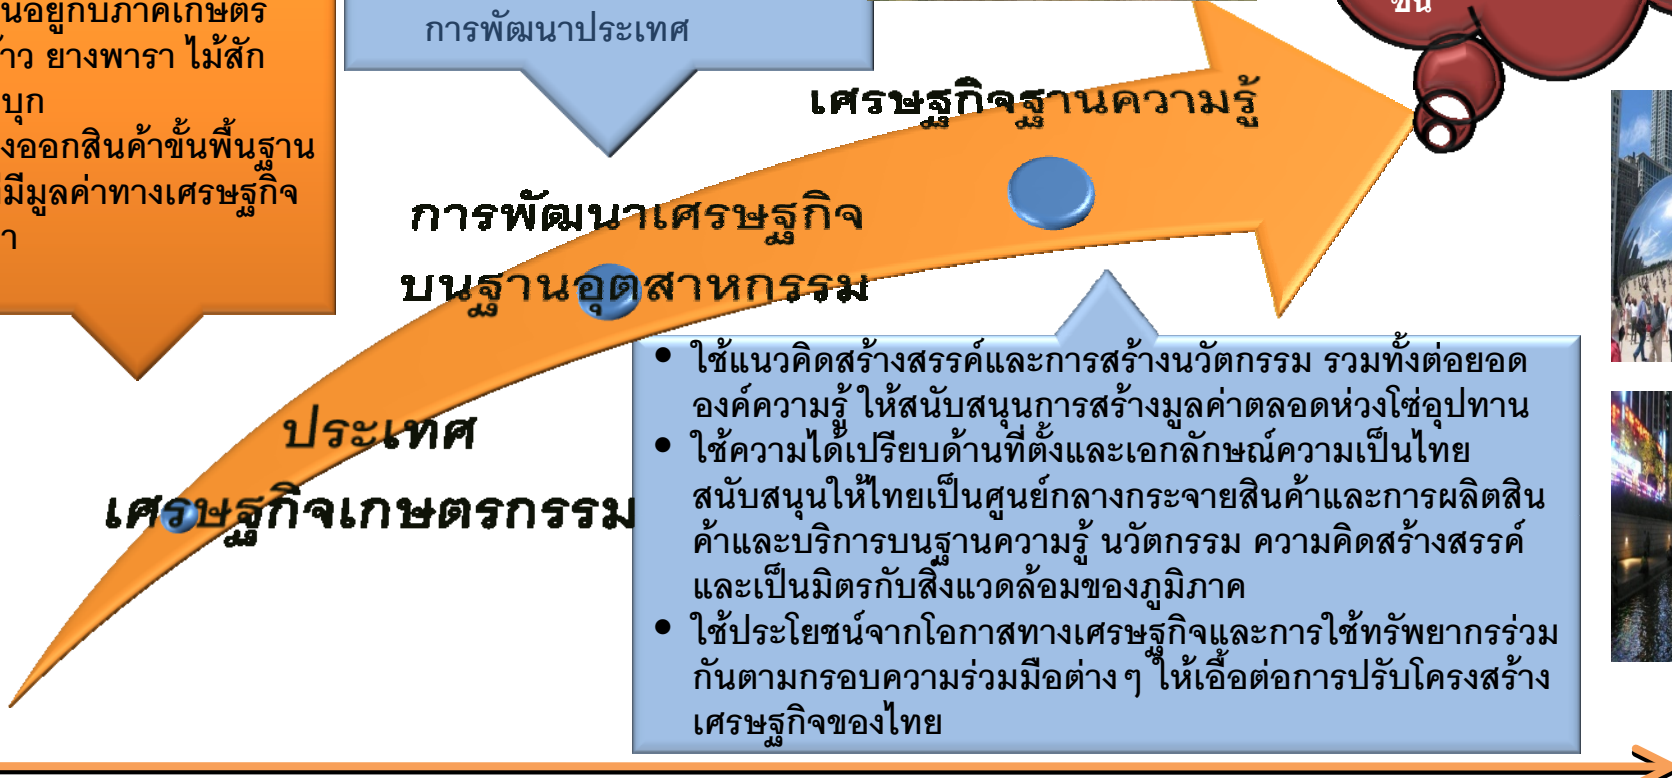 นอยู่กับภาคเกษตร
ยางพารา ไม้สัก
บุก
งออกสินค้าขั้นพื้นฐาน
มีมูลค่าทางเศรษฐกิจ
การพัฒนาประเทศ
ขึ้น
เศรษฐกิจฐานความรู้
การพัฒนาเศรษฐกิจ
บนฐานอุตสาหกรรม
ประเทศ
เศรษฐกิจเกษตรกรรม
• ใช้แนวคิดสร้างสรรค์และการสร้างนวัตกรรม รวมทั้งต่อยอด
องค์ความรู้ ให้สนับสนุนการสร้างมูลค่าตลอดห่วงโซ่อุปทาน
• ใช้ความได้เปรียบด้านที่ตั้งและเอกลักษณ์ความเป็นไทย
สนับสนุนให้ไทยเป็นศูนย์กลางกระจายสินค้าและการผลิตสิน
ค้าและบริการบนฐานความรู้ นวัตกรรม ความคิดสร้างสรรค์
และเป็นมิตรกับสิ่งแวดล้อมของภูมิภาค
• ใช้ประโยชน์จากโอกาสทางเศรษฐกิจและการใช้ทรัพยากรร่วม
กันตามกรอบความร่วมมือต่าง ๆ ให้เอื้อต่อการปรับโครงสร้าง
เศรษฐกิจของไทย